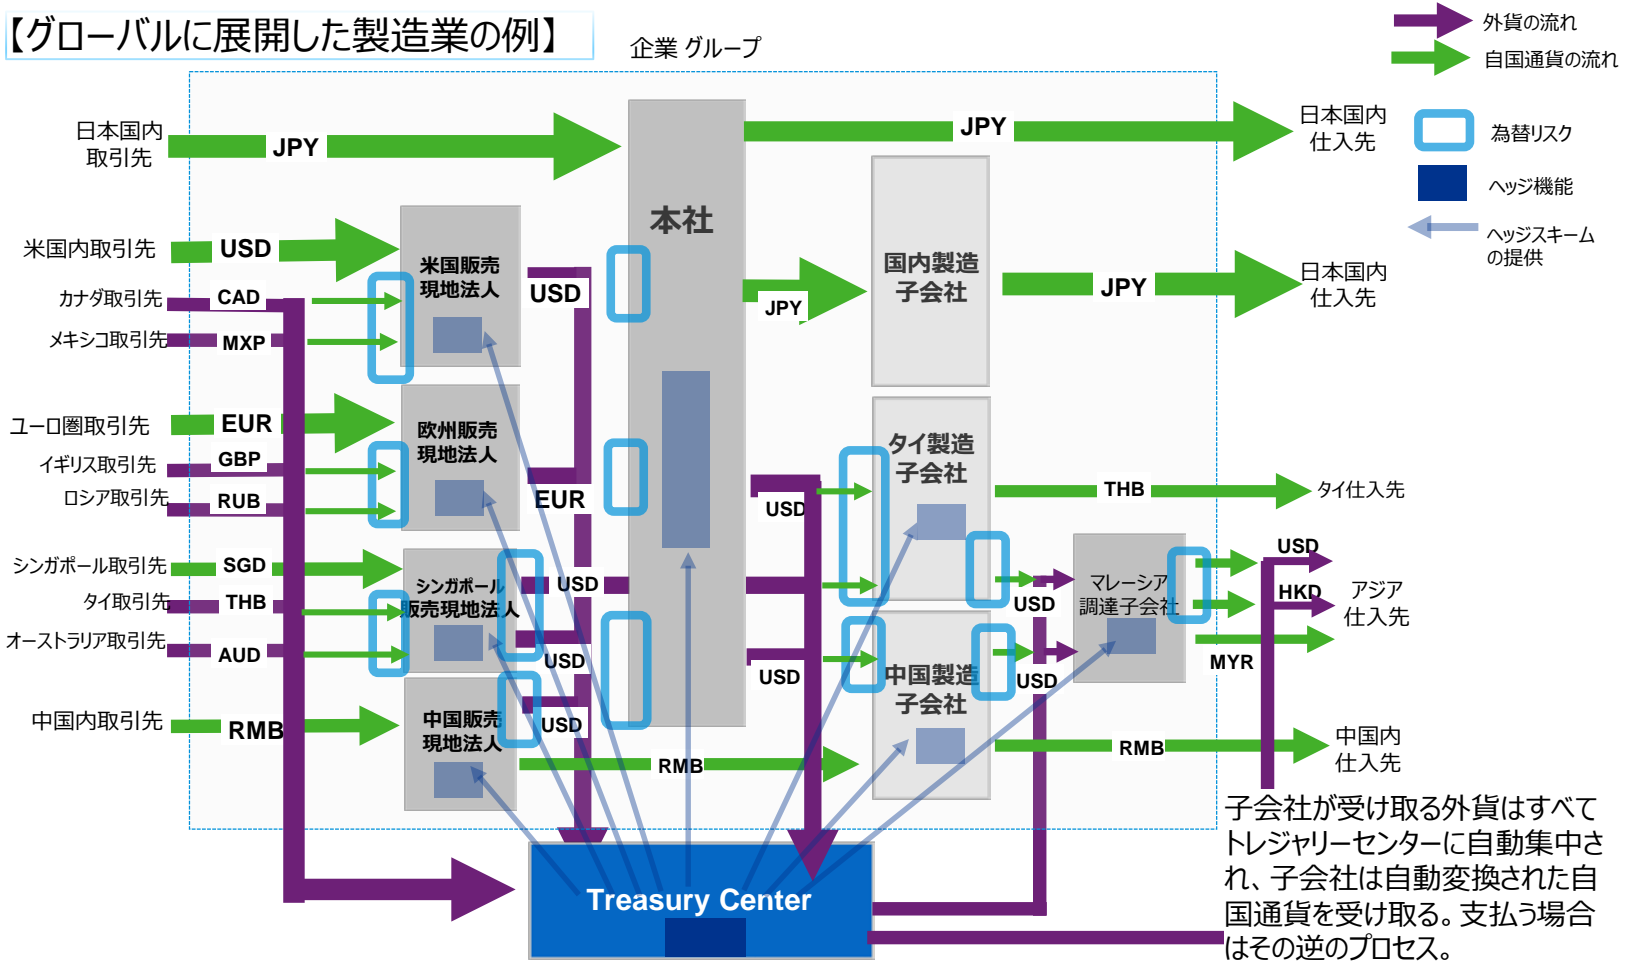 【グローバルに展開した製造業の例】
企業 グループ
外貨の流れ
自国通貨の流れ
為替リスク
ヘッジ機能
ヘッジスキーム
の提供
日本国内
取引先
JPY
JPY
日本国内
仕入先
本社
米国内取引先
USD
カナダ取引先
CAD
メキシコ取引先
MXP
米国販売
現地法人
USD
JPY
国内製造
子会社
JPY
日本国内
仕入先
ユーロ圏取引先
EUR
イギリス取引先
GBP
ロシア取引先
RUB
欧州販売
現地法人
EUR
USD
タイ製造
子会社
THB
タイ仕入先
シンガポール取引先
SGD
タイ取引先
THB
オーストラリア取引先
AUD
シンガポール
販売現地法人
USD
USD
USD
USD
マレーシア
調達子会社
USD
HKD
アジア
仕入先
MYR
中国内取引先
RMB
中国販売
現地法人
USD
RMB
中国製造
子会社
USD
RMB
中国内
仕入先
Treasury Center
子会社が受け取る外貨はすべて
トレジャリーセンターに自動集中さ
れ、子会社は自動変換された自
国通貨を受け取る。支払う場合
はその逆のプロセス。